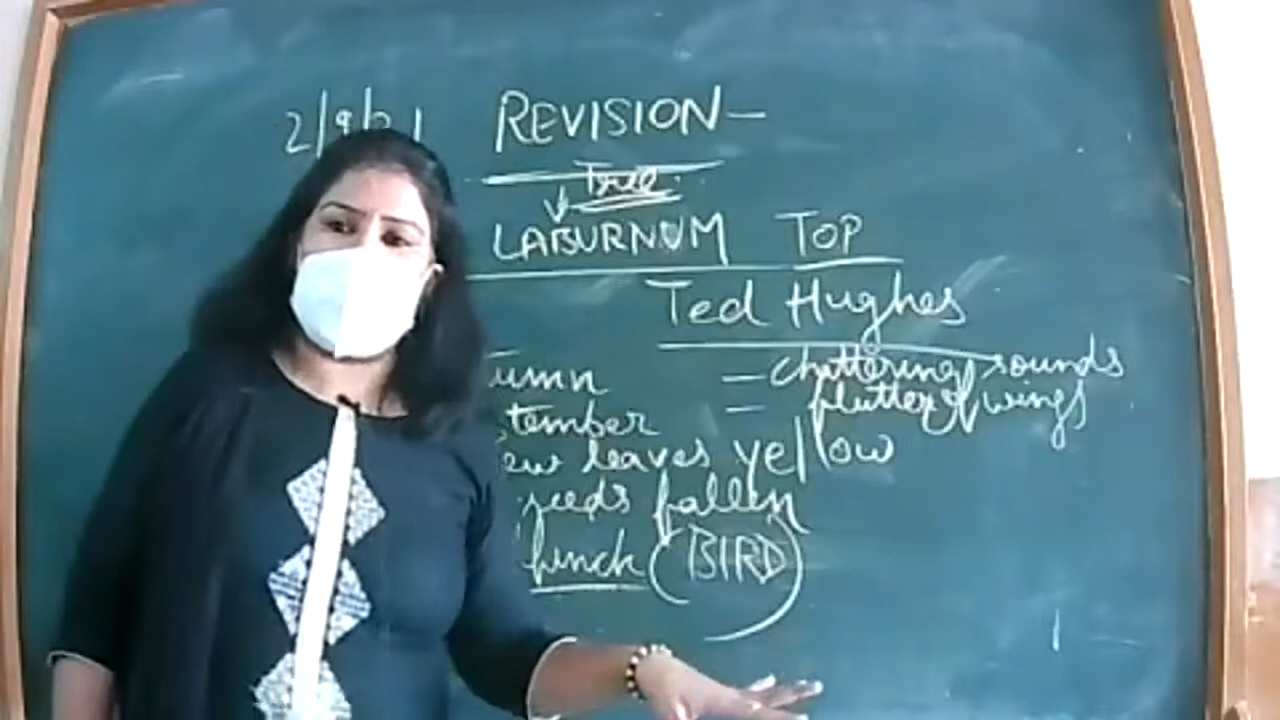 2/9/21 REVISION-
Tree
LABURNUM TOP
Ted Hughes
umn - chattering sounds
tember - flutter of wings
ew leaves yellow
seeds fallen
finch (BIRD)